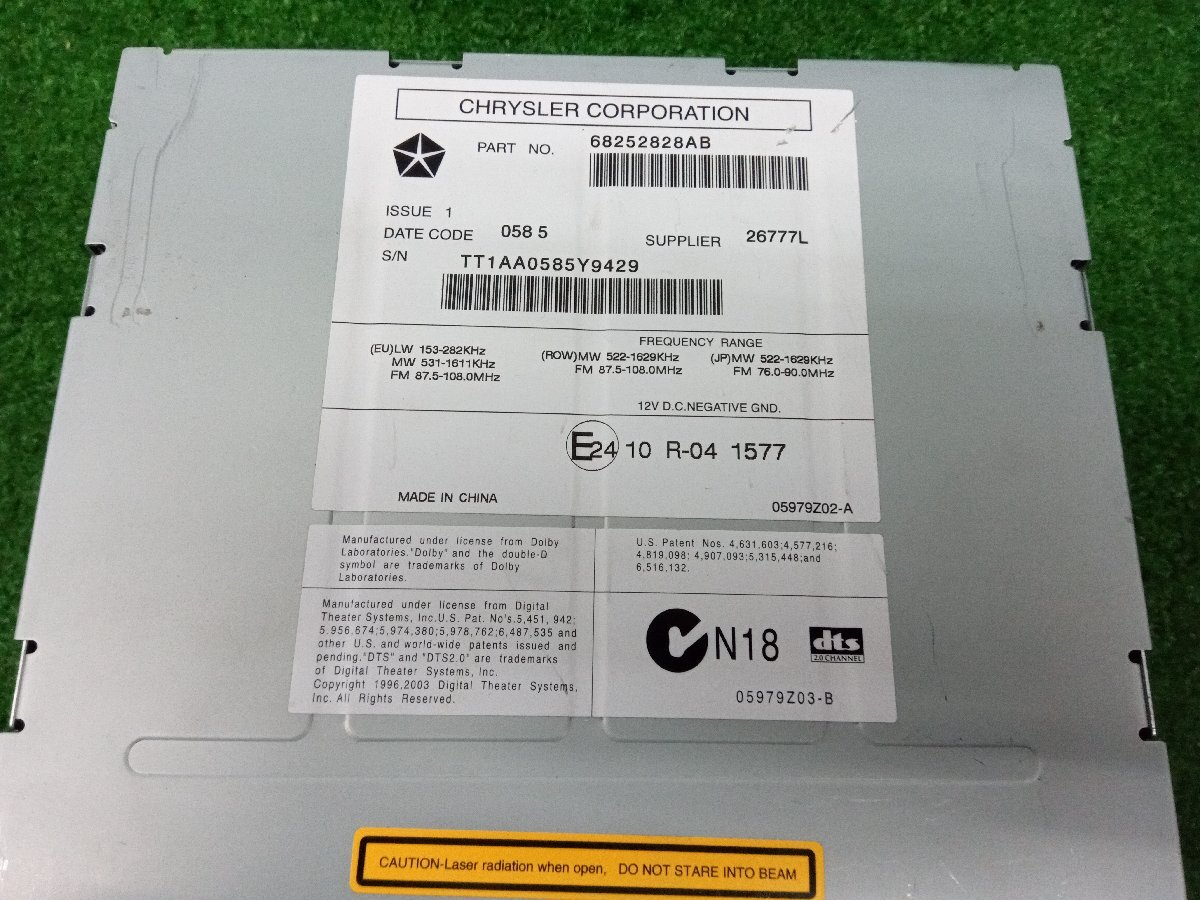 CHRYSLER CORPORATION
PART NO. 68252828AB
ISSUE 1
DATE CODE 058 5 SUPPLIER 26777L
S/N TT1AA0585Y9429
FREQUENCY RANGE
(EU)LW 153-282KHz (ROW)MW 522-1629KHz (JP)MW 522-1629KHz
MW 531-1611KHz FM 87.5-108.0MHz FM 76.0-90.0MHz
FM 87.5-108.0MHz
12V D.C.NEGATIVE GND.
E24 10 R-04 1577
MADE IN CHINA 05979Z02-A
Manufactured under license from Dolby
Laboratories."Dolby" and the double-D
symbol are trademarks of Dolby
Laboratories.
U.S. Patent Nos. 4,631,603;4,577,216;
4,819,098; 4,907,093;5,315,448;and
6,516,132.
Manufactured under license from Digital
Theater Systems, Inc.U.S. Pat. No's.5,451, 942;
5,956,674;5,974,380;5,978,762;6,487,535 and
other U.S. and world-wide patents issued and
pending."DTS" and "DTS2.0" are trademarks
of Digital Theater Systems, Inc.
Copyright 1996,2003 Digital Theater Systems,
Inc. All Rights Reserved.
N18 dts
2.0 CHANNEL
05979Z03-B
CAUTION-Laser radiation when open, DO NOT STARE INTO BEAM